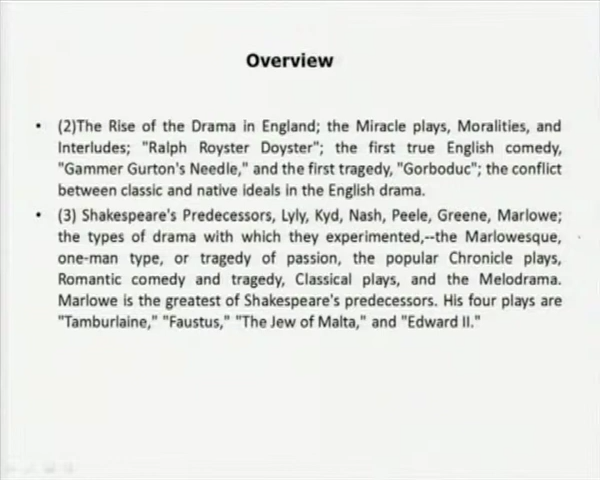 Overview
• (2)The Rise of the Drama in England; the Miracle plays, Moralities, and
Interludes; "Ralph Royster Doyster"; the first true English comedy,
"Gammer Gurton's Needle," and the first tragedy, "Gorboduc"; the conflict
between classic and native ideals in the English drama.
• (3) Shakespeare's Predecessors, Lyly, Kyd, Nash, Peele, Greene, Marlowe;
the types of drama with which they experimented,--the Marlowesque,
one-man type, or tragedy of passion, the popular Chronicle plays,
Romantic comedy and tragedy, Classical plays, and the Melodrama.
Marlowe is the greatest of Shakespeare's predecessors. His four plays are
"Tamburlaine," "Faustus," "The Jew of Malta," and "Edward II."